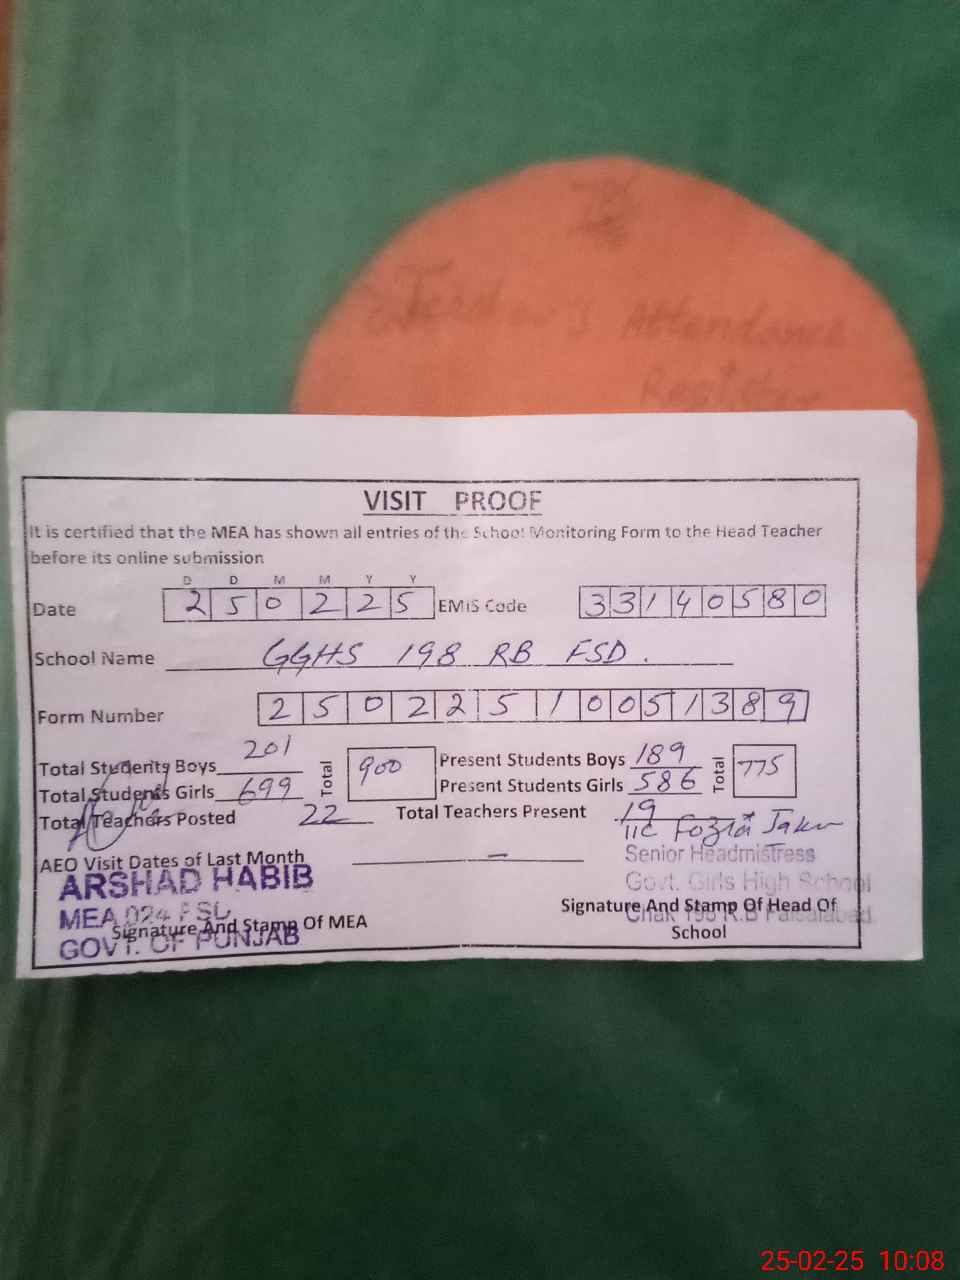 786
Teacher's Attendance
Register
VISIT PROOF
It is certified that the MEA has shown all entries of the School Monitoring Form to the Head Teacher
before its online submission
D D M M Y Y
Date 2 5 0 2 2 5 EMIS Code 3 3 1 4 0 5 8 0
School Name GGHS 198 RB FSD.
Form Number 2 5 0 2 2 5 1 0 0 5 1 3 8 9
Total Students Boys 201 Total 900 Present Students Boys 189 Total 775
Total Students Girls 699 Present Students Girls 586
Total Teachers Posted 22 Total Teachers Present 19
I/C Fozia
AEO Visit Dates of Last Month –
Senior Headmistress
Govt. Girls High School
Chak 198 R.B Faisalabad
ARSHAD HABIB
MEA 024 FSD
GOVT. OF PUNJAB
Signature And Stamp Of MEA
Signature And Stamp Of Head Of
School
25-02-25 10:08